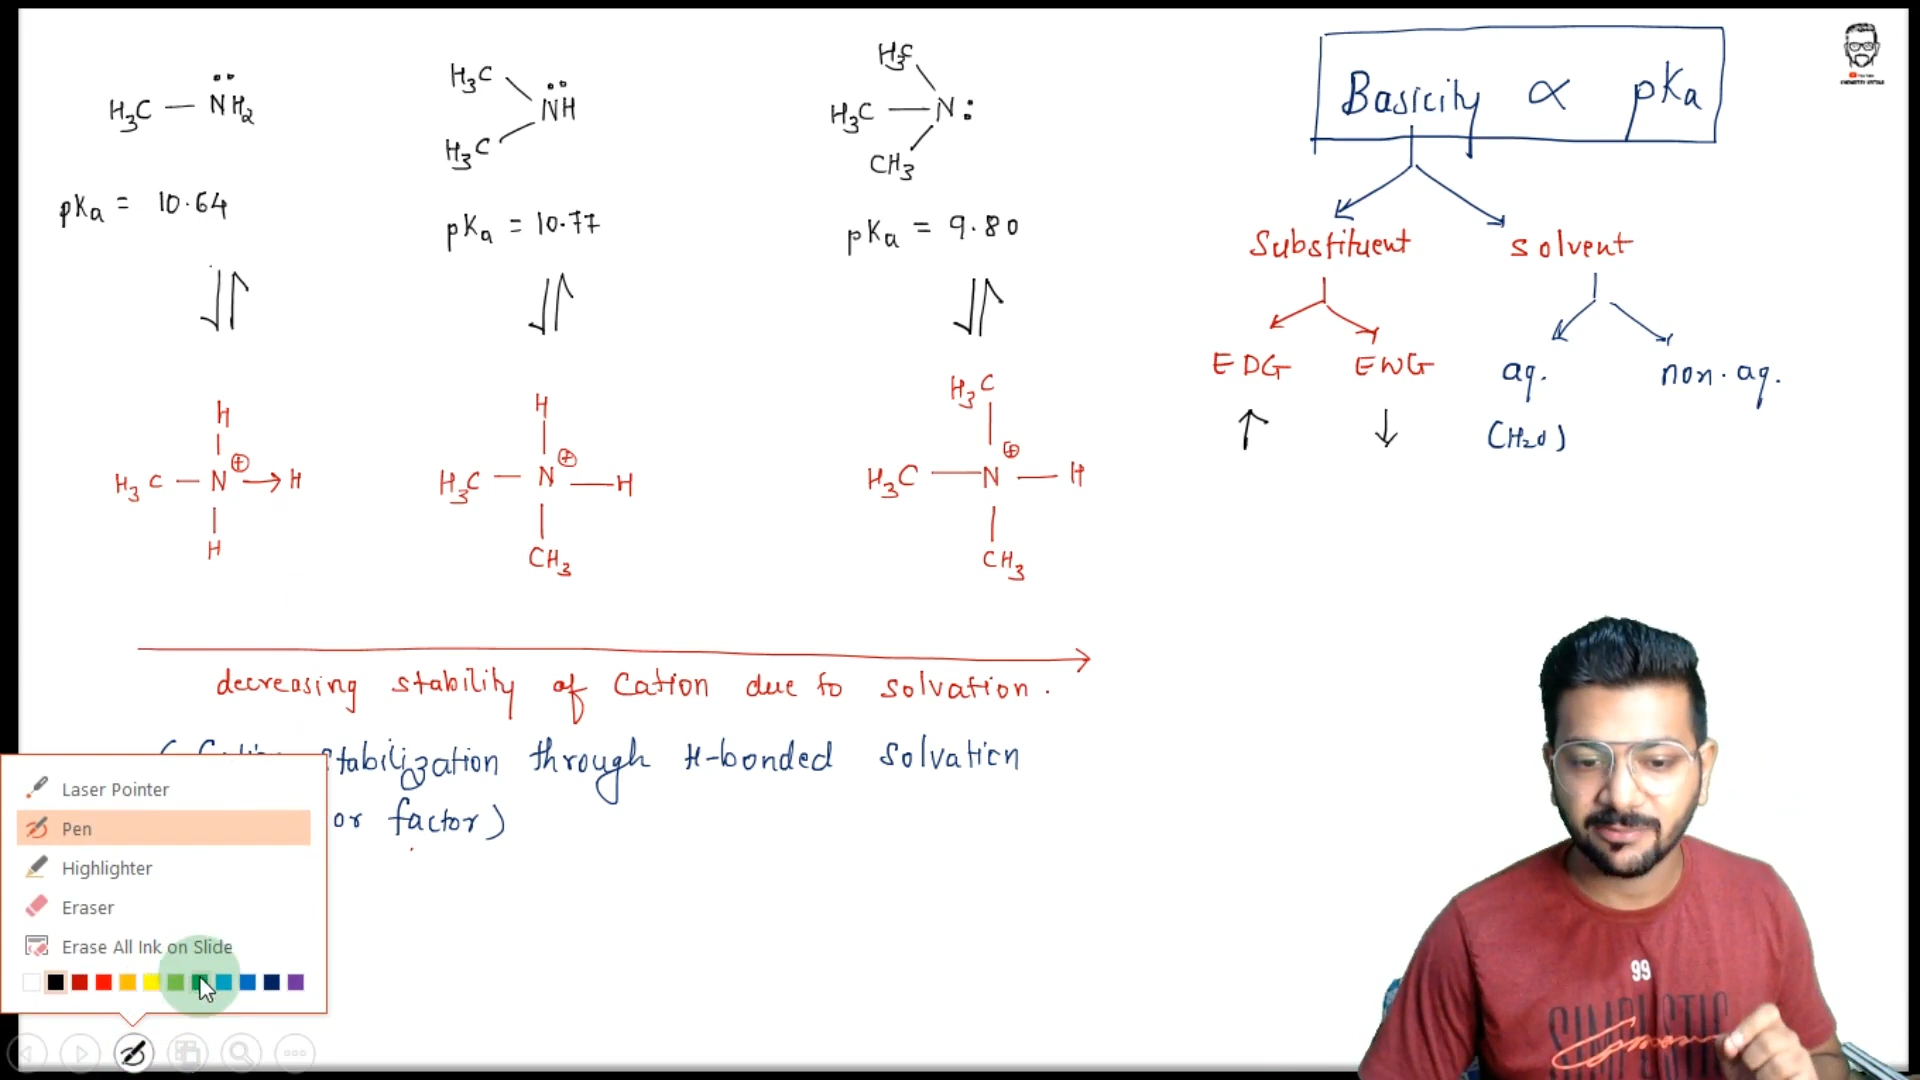 H₃C — N̈H₂
pKa = 10.64
H₃C
N̈H
H₃C
pKa = 10.77
H₃C
H₃C — N:
CH₃
pKa = 9.80
Basicity ∝ pKa
Substituent solvent
EDG EWG aq. non.aq.
↑ ↓ (H₂O)
H
H₃C — N⊕ → H
H
H
H₃C — N⊕ — H
CH₃
H₃C
H₃C — N⊕ — H
CH₃
decreasing stability of cation due to solvation.
stabilization through H-bonded solvation
or factor)
Laser Pointer
Pen
Highlighter
Eraser
Erase All Ink on Slide
99